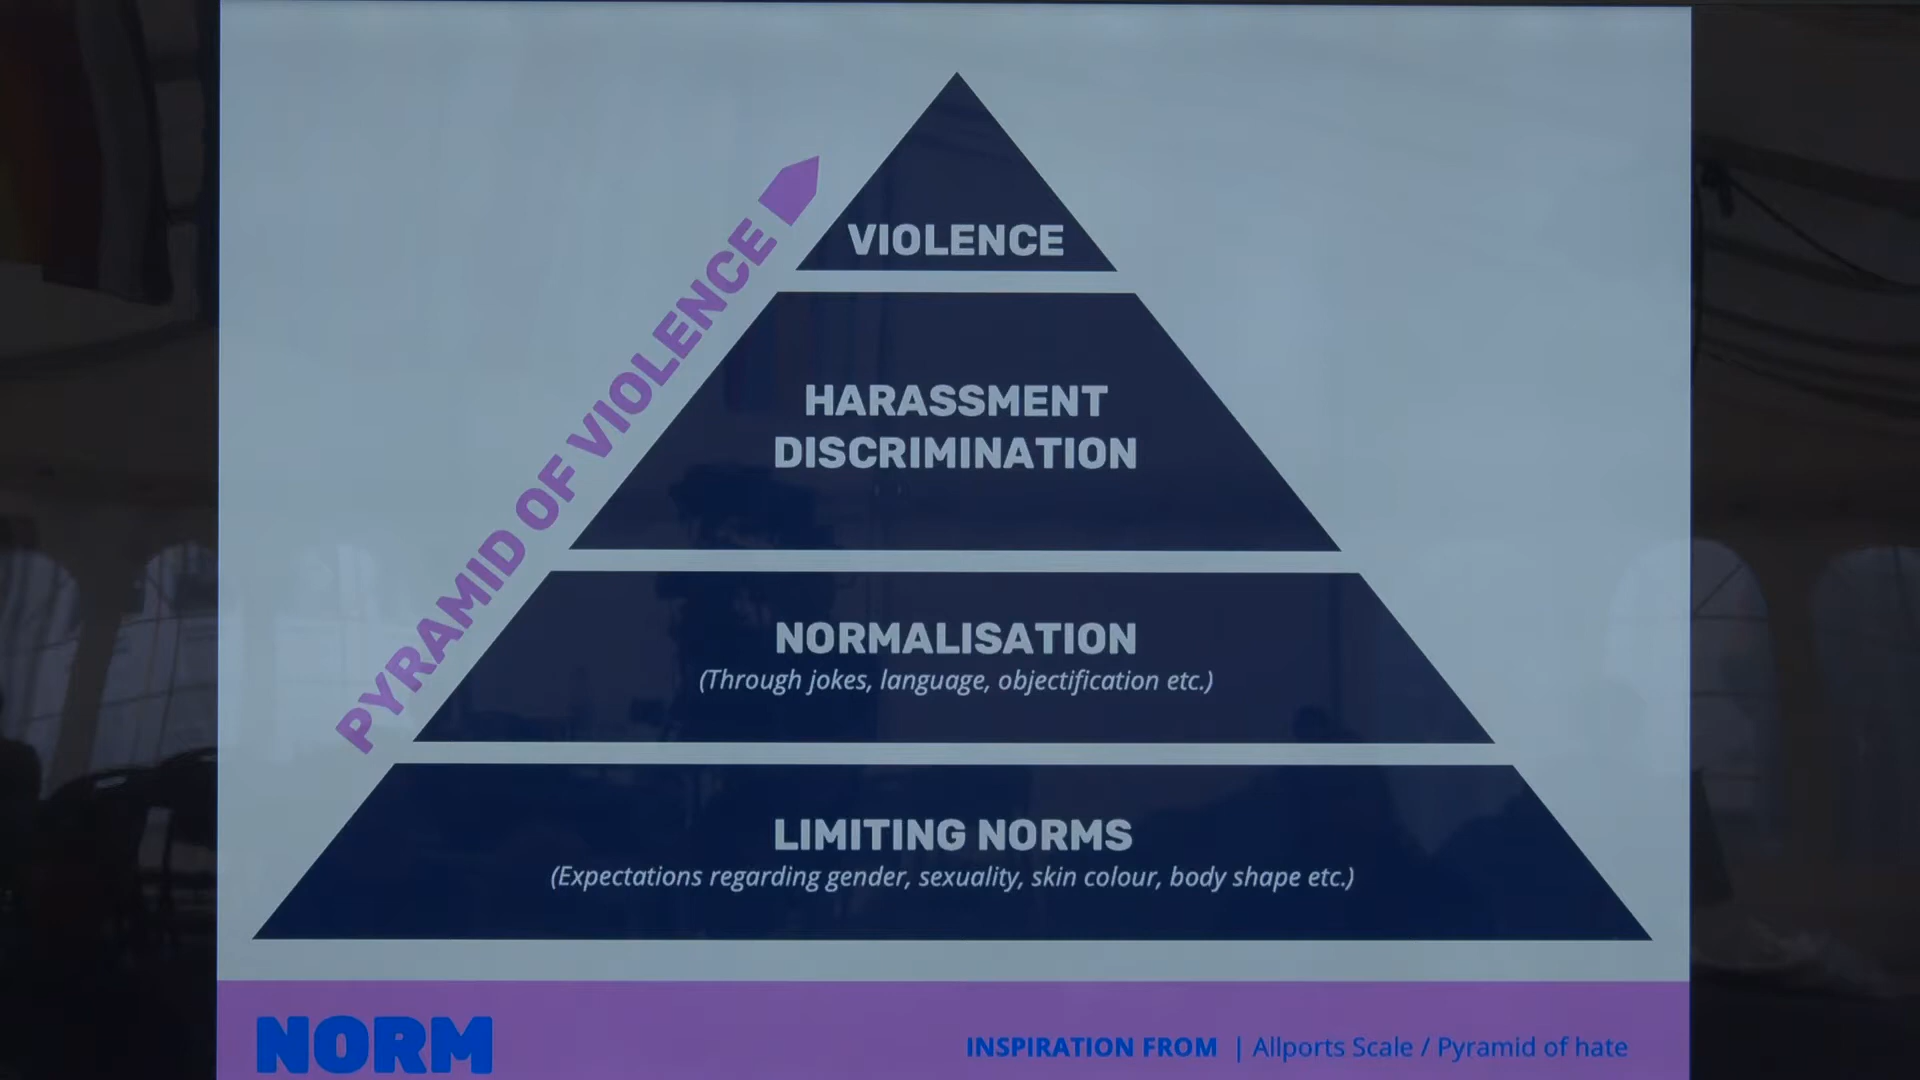 PYRAMID OF VIOLENCE
VIOLENCE
HARASSMENT
DISCRIMINATION
NORMALISATION
(Through jokes, language, objectification etc.)
LIMITING NORMS
(Expectations regarding gender, sexuality, skin colour, body shape etc.)
NORM
INSPIRATION FROM | Allports Scale / Pyramid of hate